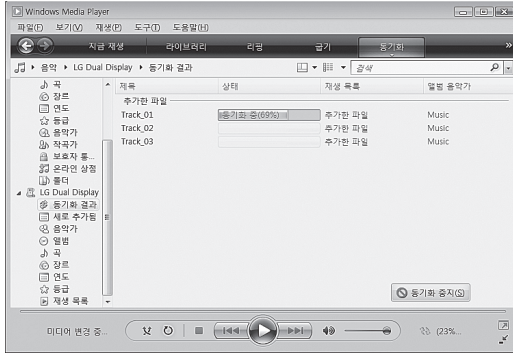 Windows Media Player
파일(F) 보기(V) 재생(P) 도구(T) 도움말(H)
지금 재생 라이브러리 리핑 굽기 동기화 »
음악 ▸ LG Dual Display ▸ 동기화 결과 검색
곡
장르
연도
등급
음악가
작곡가
보호자 통...
온라인 상점
폴더
LG Dual Display
동기화 결과
새로 추가됨
음악가
앨범
곡
장르
연도
등급
재생 목록
제목 상태 재생 목록 앨범 음악가
추가한 파일
Track_01 동기화 중(69%) 추가한 파일 Music
Track_02 추가한 파일 Music
Track_03 추가한 파일 Music
동기화 중지(S)
미디어 변경 중... (23%...